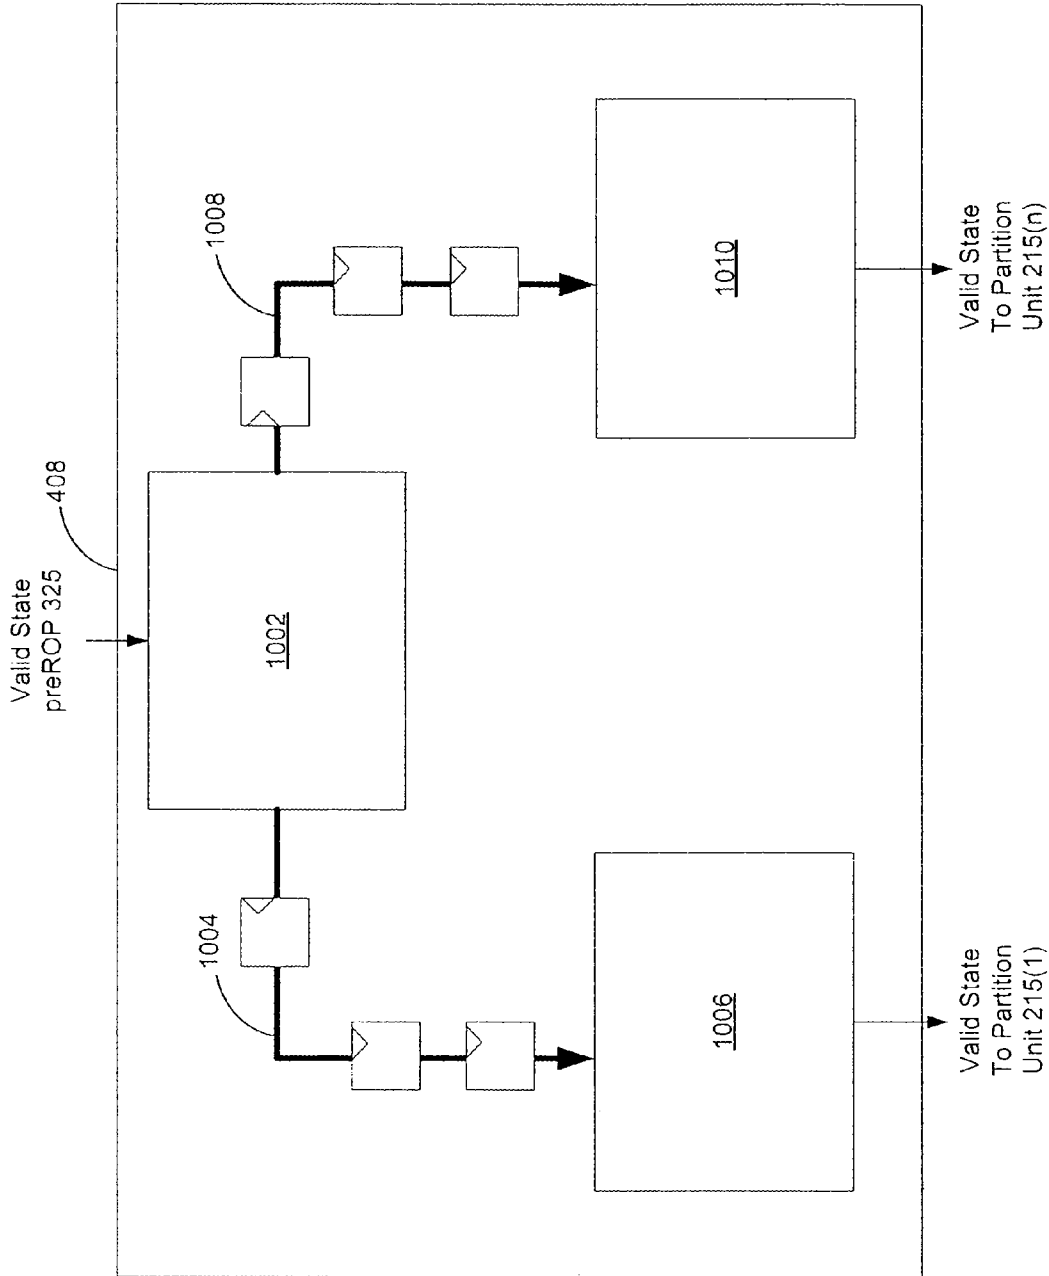 Valid State
preROP 325
408
1002
1004
1008
1006
1010
Valid State
To Partition
Unit 215(1)
Valid State
To Partition
Unit 215(n)